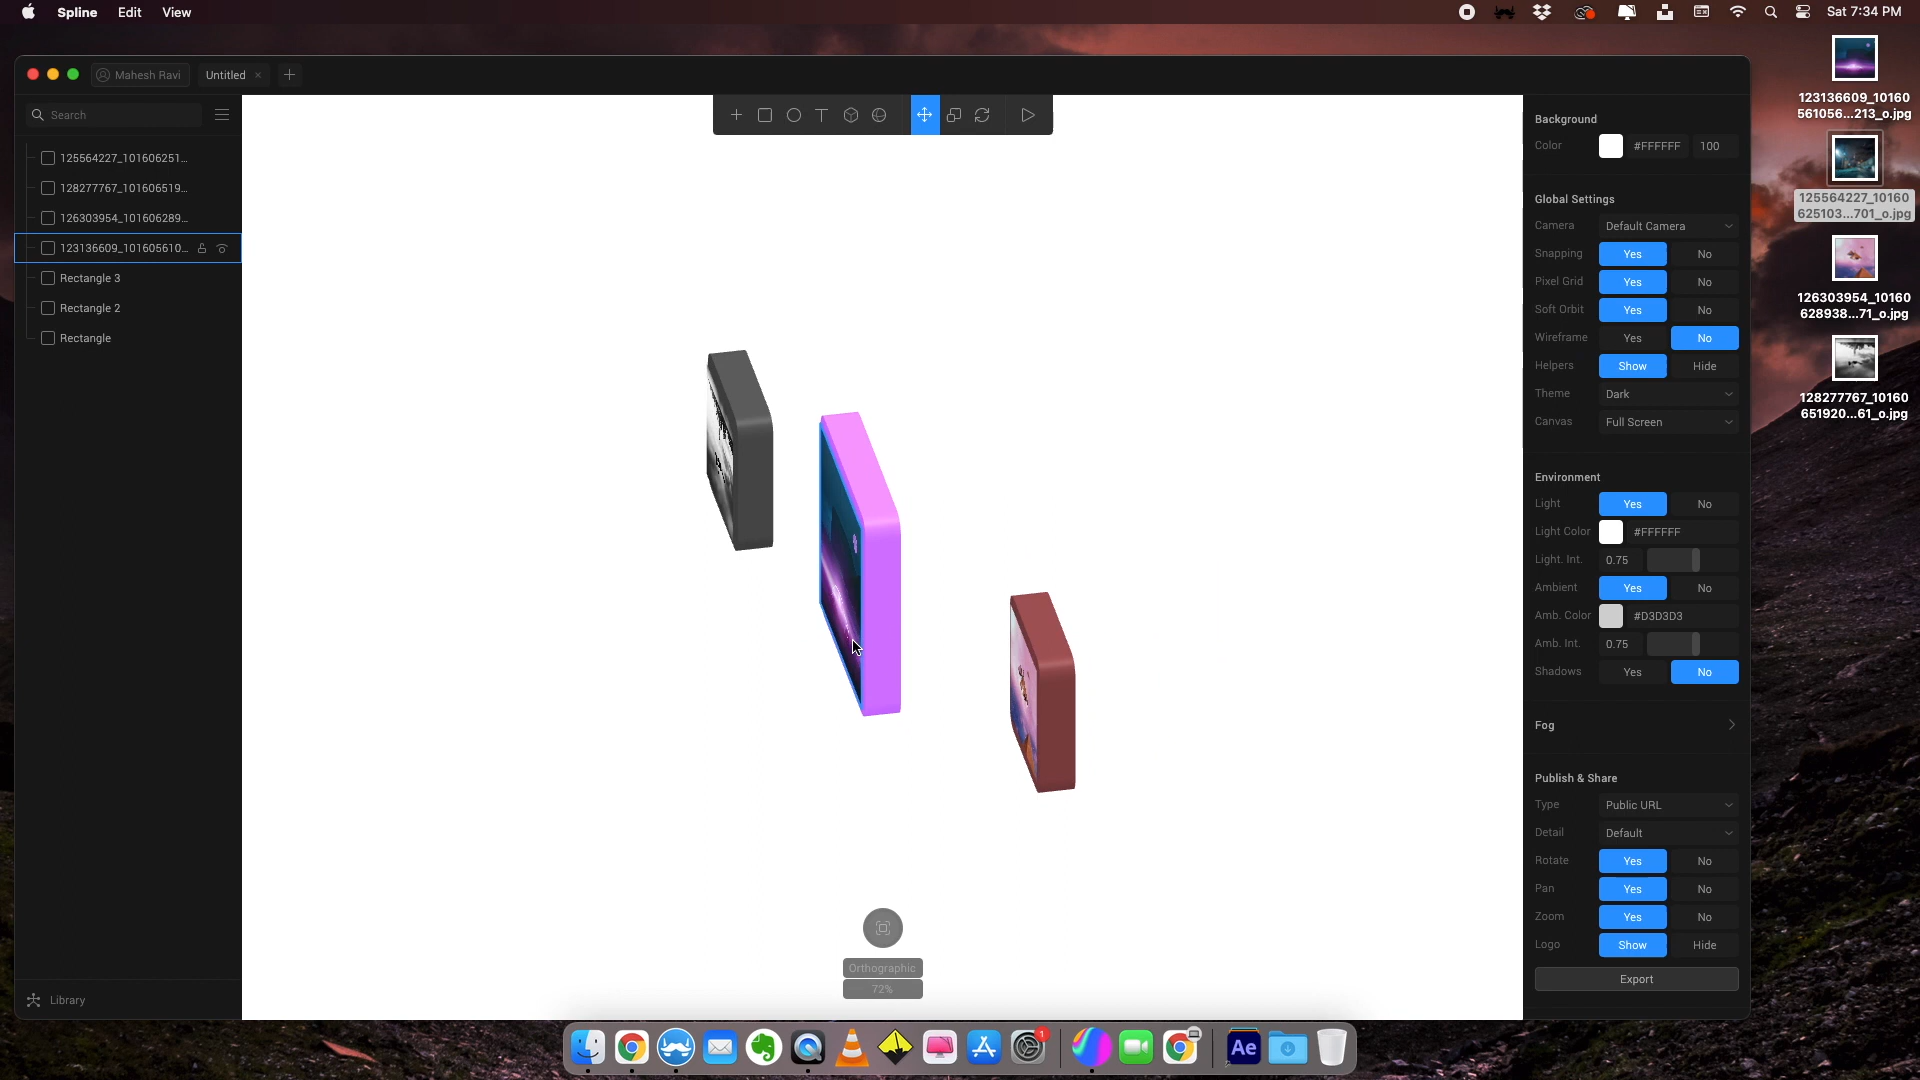 Spline Edit View
Sat 7:34 PM
Mahesh Ravi
Untitled
Search
125564227_101606251...
128277767_101606519...
126303954_101606289...
123136609_101605610...
Rectangle 3
Rectangle 2
Rectangle
Library
T
Orthographic
72%
Background
Color #FFFFFF 100
Global Settings
Camera Default Camera
Snapping Yes No
Pixel Grid Yes No
Soft Orbit Yes No
Wireframe Yes No
Helpers Show Hide
Theme Dark
Canvas Full Screen
Environment
Light Yes No
Light Color #FFFFFF
Light. Int. 0.75
Ambient Yes No
Amb. Color #D3D3D3
Amb. Int. 0.75
Shadows Yes No
Fog
Publish & Share
Type Public URL
Detail Default
Rotate Yes No
Pan Yes No
Zoom Yes No
Logo Show Hide
Export
123136609_10160
561056...213_o.jpg
125564227_10160
625103...701_o.jpg
126303954_10160
628938...71_o.jpg
128277767_10160
651920...61_o.jpg
1
Ae